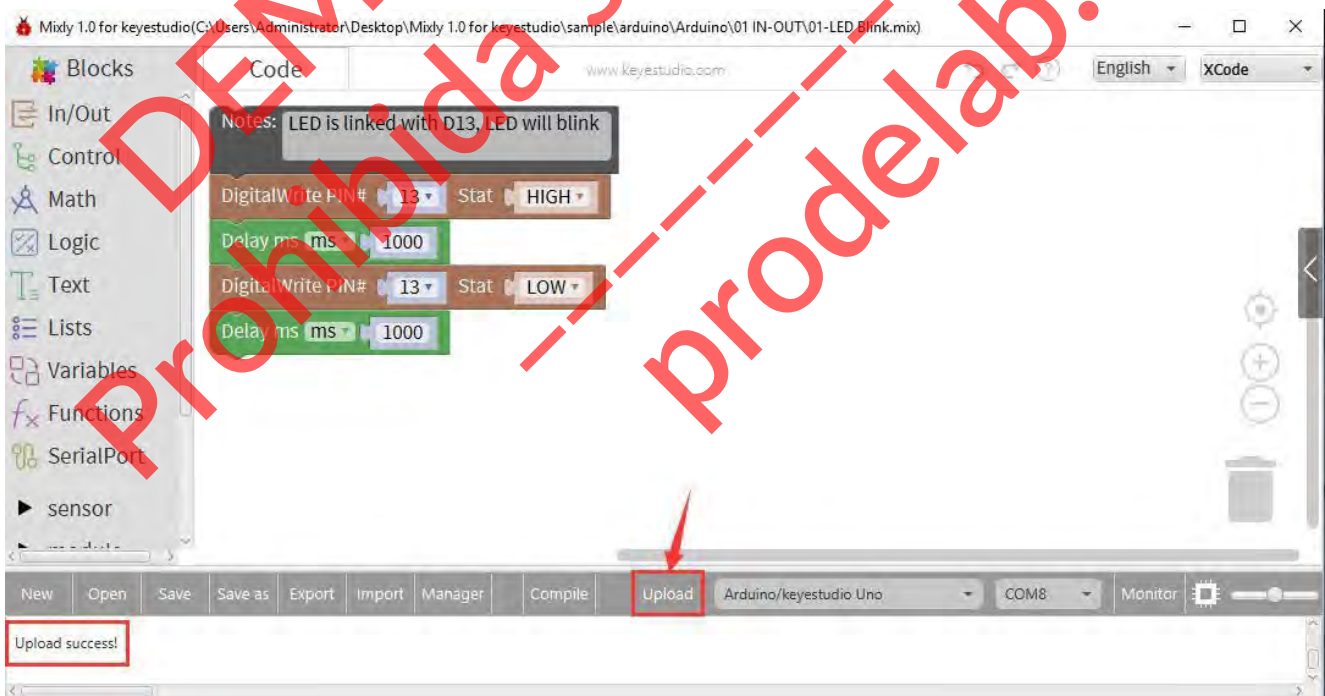 Mixly 1.0 for keyestudio(C:\Users\Administrator\Desktop\Mixly 1.0 for keyestudio\sample\arduino\Arduino\01 IN-OUT\01-LED Blink.mix)
Blocks
Code
www.keyestudio.com
English
XCode
In/Out
Control
Math
Logic
Text
Lists
Variables
Functions
SerialPort
sensor
Notes: LED is linked with D13, LED will blink
DigitalWrite PIN# 13 Stat HIGH
Delay ms ms 1000
DigitalWrite PIN# 13 Stat LOW
Delay ms ms 1000
New Open Save Save as Export Import Manager Compile Upload Arduino/keyestudio Uno COM8 Monitor
Upload success!
DEM
Prohibida
prodelab.